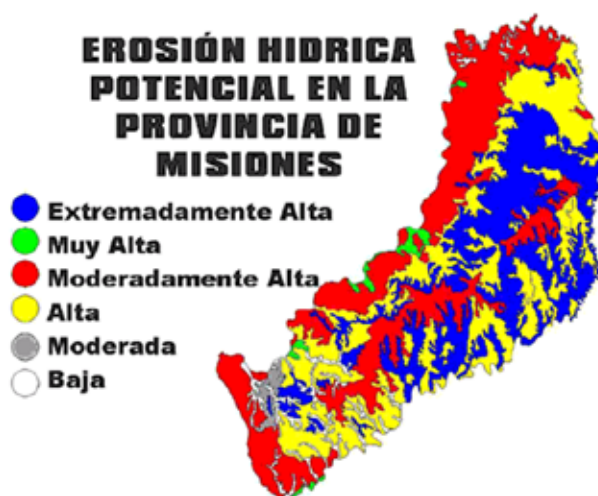 EROSIÓN HIDRICA
POTENCIAL EN LA
PROVINCIA DE
MISIONES
Extremadamente Alta
Muy Alta
Moderadamente Alta
Alta
Moderada
Baja